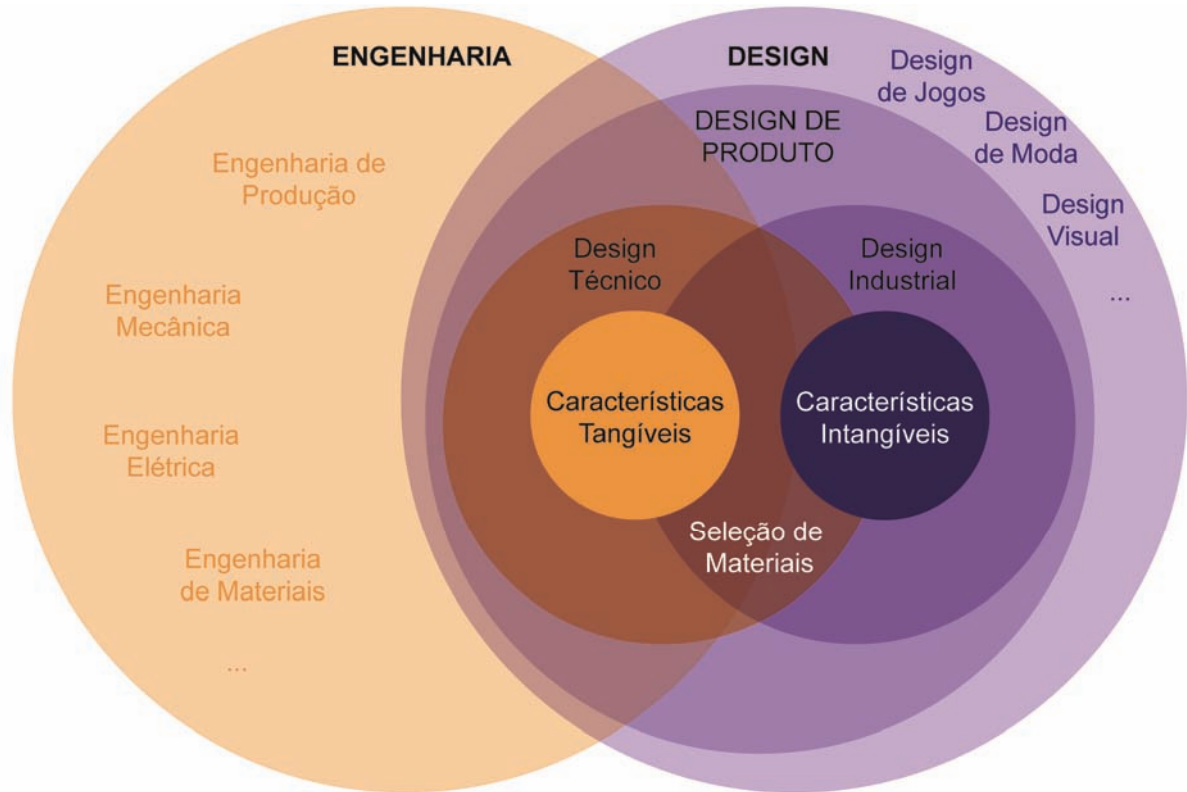 ENGENHARIA
Engenharia de
Produção
Engenharia
Mecânica
Engenharia
Elétrica
Engenharia
de Materiais
...
DESIGN
DESIGN DE
PRODUTO
Design
de Jogos
Design
de Moda
Design
Visual
...
Design
Técnico
Design
Industrial
Características
Tangíveis
Características
Intangíveis
Seleção de
Materiais